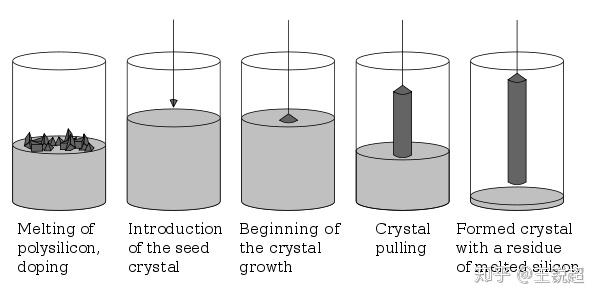 Melting of
polysilicon,
doping
Introduction
of the seed
crystal
Beginning of
the crystal
growth
Crystal
pulling
Formed crystal
with a residue
of melted silicon
知乎 @王兢超